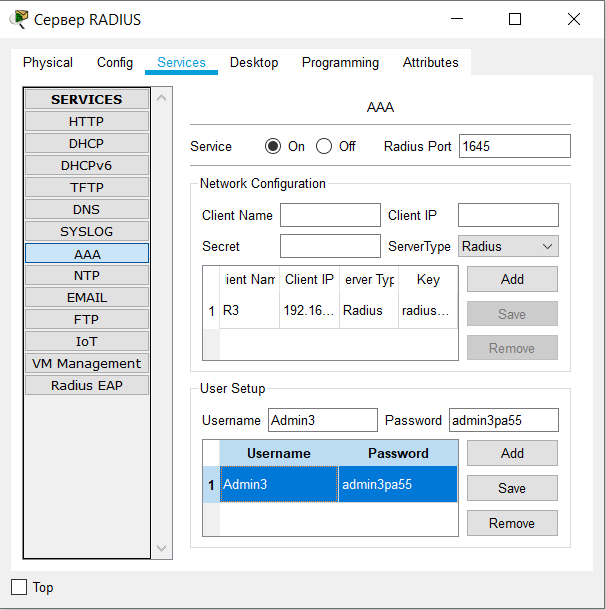 Сервер RADIUS
Physical Config Services Desktop Programming Attributes
SERVICES
HTTP
DHCP
DHCPv6
TFTP
DNS
SYSLOG
AAA
NTP
EMAIL
FTP
IoT
VM Management
Radius EAP
AAA
Service On Off Radius Port 1645
Network Configuration
Client Name Client IP
Secret ServerType Radius
ient Nam Client IP erver Typ Key
1 R3 192.16... Radius radius...
Add
Save
Remove
User Setup
Username Admin3 Password admin3pa55
Username Password
1 Admin3 admin3pa55
Add
Save
Remove
Top